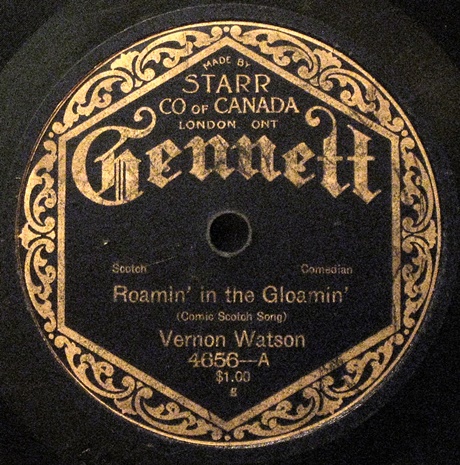 MADE BY
STARR
CO OF CANADA
LONDON ONT
Gennett
Scotch Comedian
Roamin' in the Gloamin'
(Comic Scotch Song)
Vernon Watson
4656—A
$1.00
g